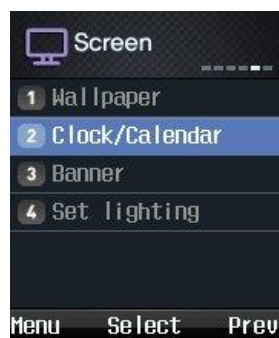 Screen
1 Wallpaper
2 Clock/Calendar
3 Banner
4 Set lighting
Menu Select Prev